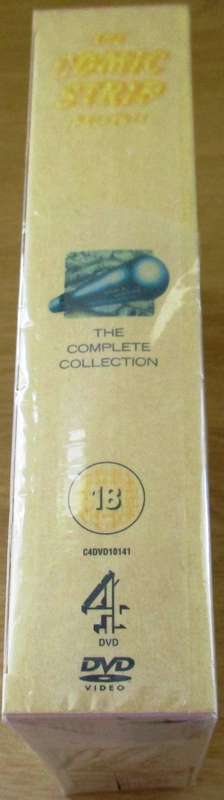 THE
COMIC
STRIP
PRESENTS
THE
COMPLETE
COLLECTION
18
C4DVD10141
4
DVD
DVD
VIDEO